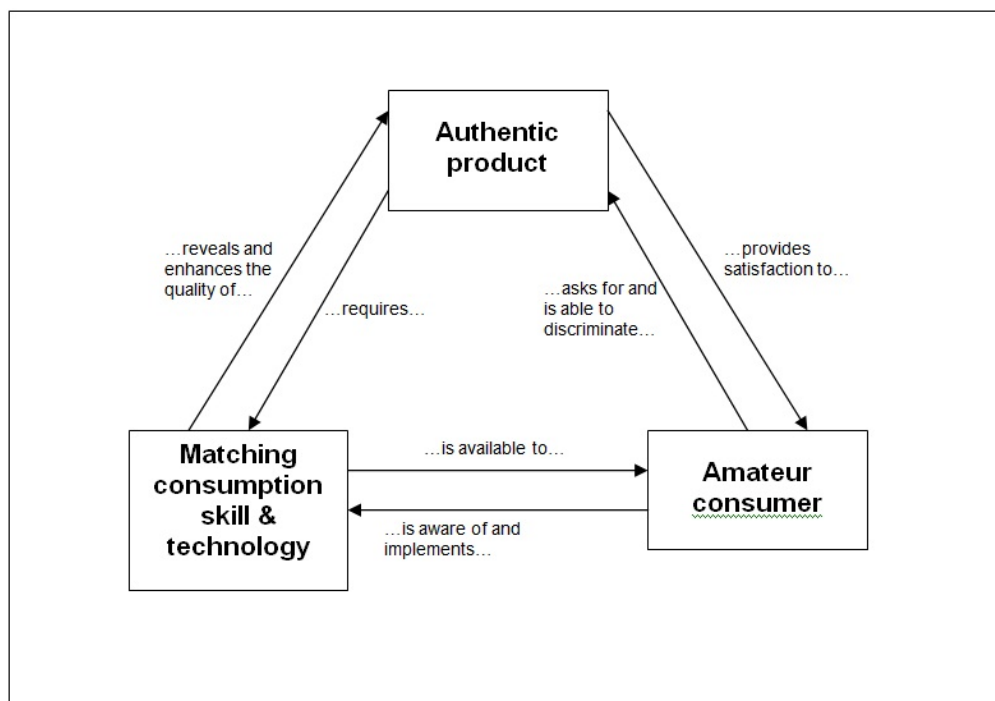 Authentic
product
…reveals and
enhances the
quality of…
…provides
satisfaction to…
…requires…
…asks for and
is able to
discriminate…
Matching
consumption
skill &
technology
…is available to…
Amateur
consumer
…is aware of and
implements…